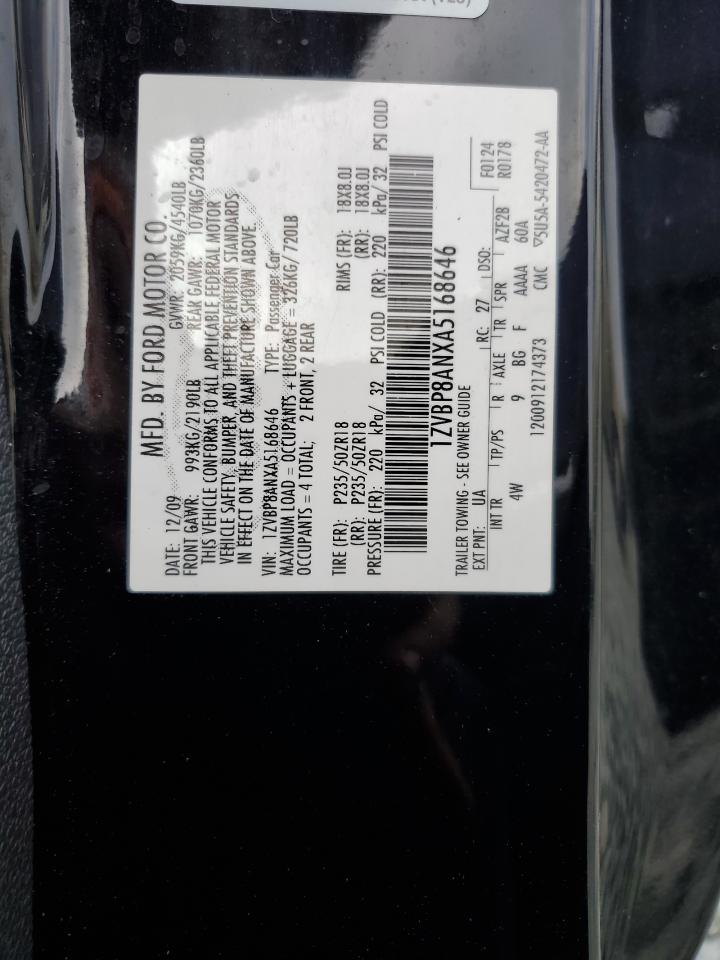 MFD. BY FORD MOTOR CO.
DATE: 12/09 GVWR: 2059KG/4540LB
FRONT GAWR: 993KG/2190LB REAR GAWR: 1070KG/2360LB
THIS VEHICLE CONFORMS TO ALL APPLICABLE FEDERAL MOTOR
VEHICLE SAFETY, BUMPER, AND THEFT PREVENTION STANDARDS
IN EFFECT ON THE DATE OF MANUFACTURE SHOWN ABOVE.
VIN: 1ZVBP8ANXA5168646 TYPE: Passenger Car
MAXIMUM LOAD = OCCUPANTS + LUGGAGE = 326KG/ 720LB
OCCUPANTS = 4 TOTAL; 2 FRONT, 2 REAR
TIRE (FR): P235/50ZR18 RIMS (FR): 18X8.0J
(RR): P235/50ZR18 (RR): 18X8.0J
PRESSURE (FR): 220 kPa/ 32 PSI COLD (RR): 220 kPa/ 32 PSI COLD
1ZVBP8ANXA5168646
TRAILER TOWING - SEE OWNER GUIDE F0124
EXT PNT: UA RC: 27 DSO: R0178
INT TR TP/PS R AXLE TR SPR AZF2B
4W 9 BG F AAAA 60A
1200912174373 CMC ▽5U5A-5420472-AA